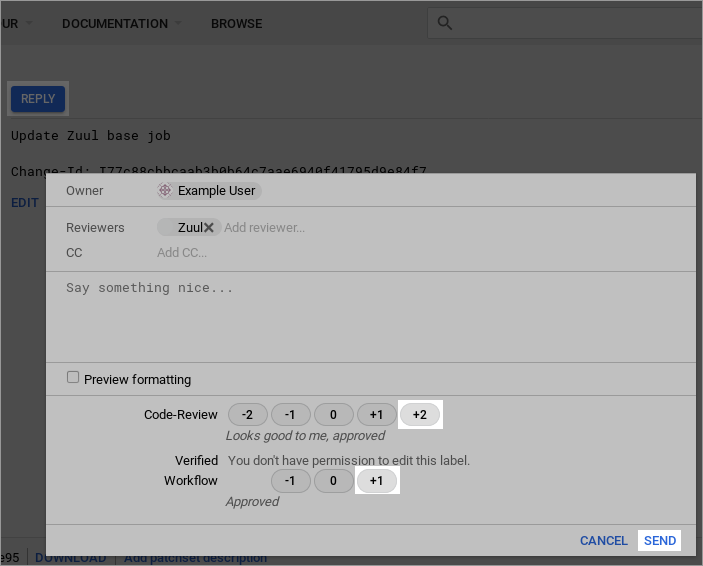 UR DOCUMENTATION BROWSE
REPLY
Update Zuul base job
Change-Id: I77c88cbbcaab3b0b64c7aae6940f41795d9e84f7
EDIT
Owner Example User
Reviewers Zuul Add reviewer...
CC Add CC...
Say something nice...
Preview formatting
Code-Review -2 -1 0 +1 +2
Looks good to me, approved
Verified You don't have permission to edit this label.
Workflow -1 0 +1
Approved
CANCEL SEND
e95 DOWNLOAD Add patchset description